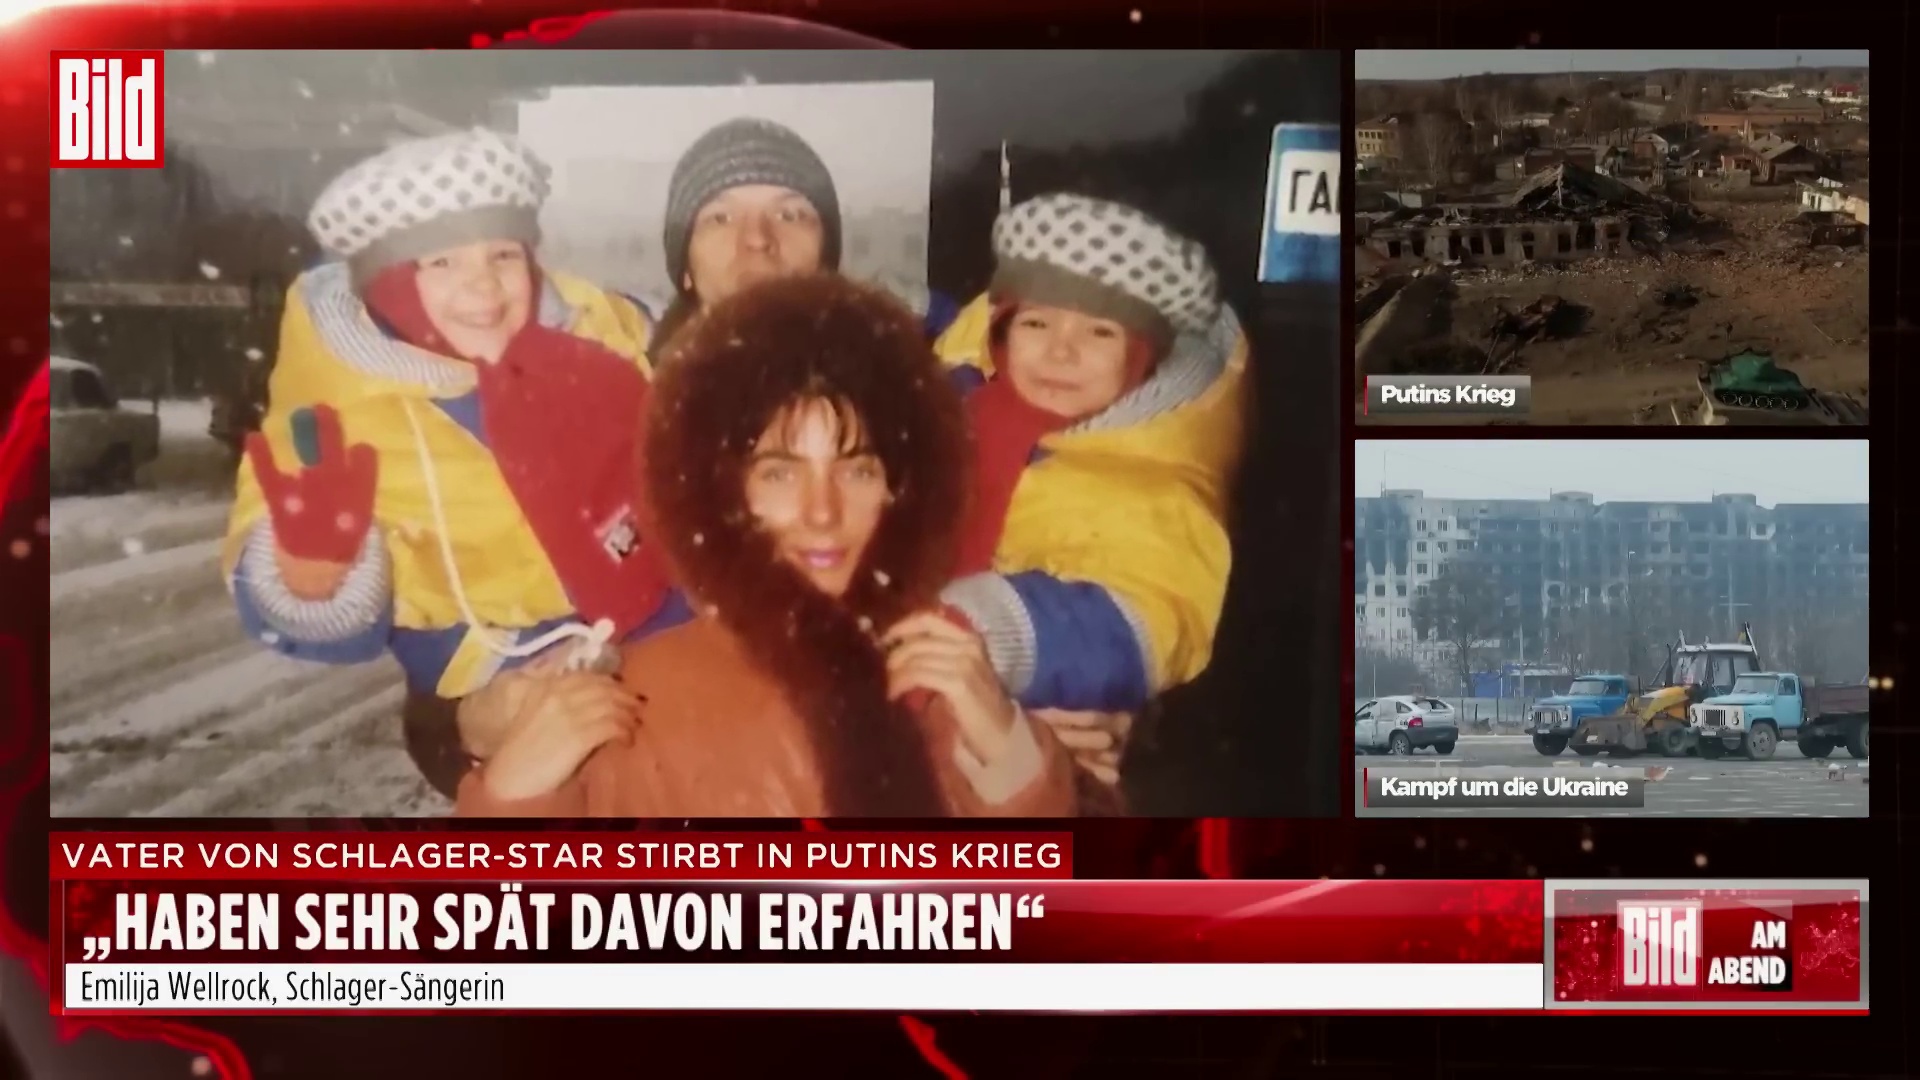 Bild
ГА
Putins Krieg
Kampf um die Ukraine
VATER VON SCHLAGER-STAR STIRBT IN PUTINS KRIEG
„HABEN SEHR SPÄT DAVON ERFAHREN“
Emilija Wellrock, Schlager-Sängerin
Bild AM
ABEND